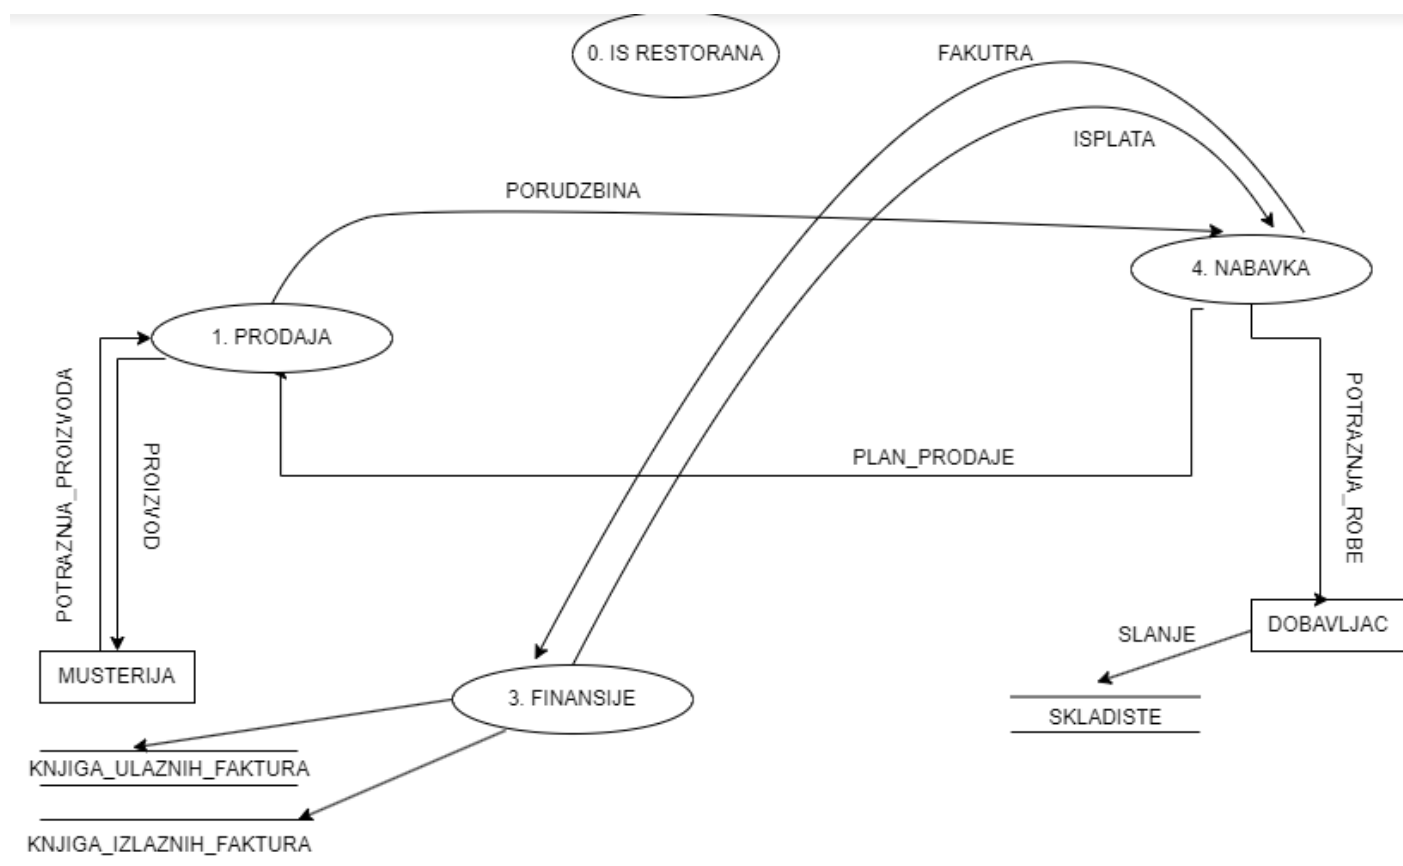 0. IS RESTORANA
FAKUTRA
ISPLATA
PORUDZBINA
4. NABAVKA
1. PRODAJA
POTRAZNJA_PROIZVODA
PROIZVOD
PLAN_PRODAJE
POTRAZNJA_ROBE
DOBAVLJAC
SLANJE
MUSTERIJA
3. FINANSIJE
SKLADISTE
KNJIGA_ULAZNIH_FAKTURA
KNJIGA_IZLAZNIH_FAKTURA